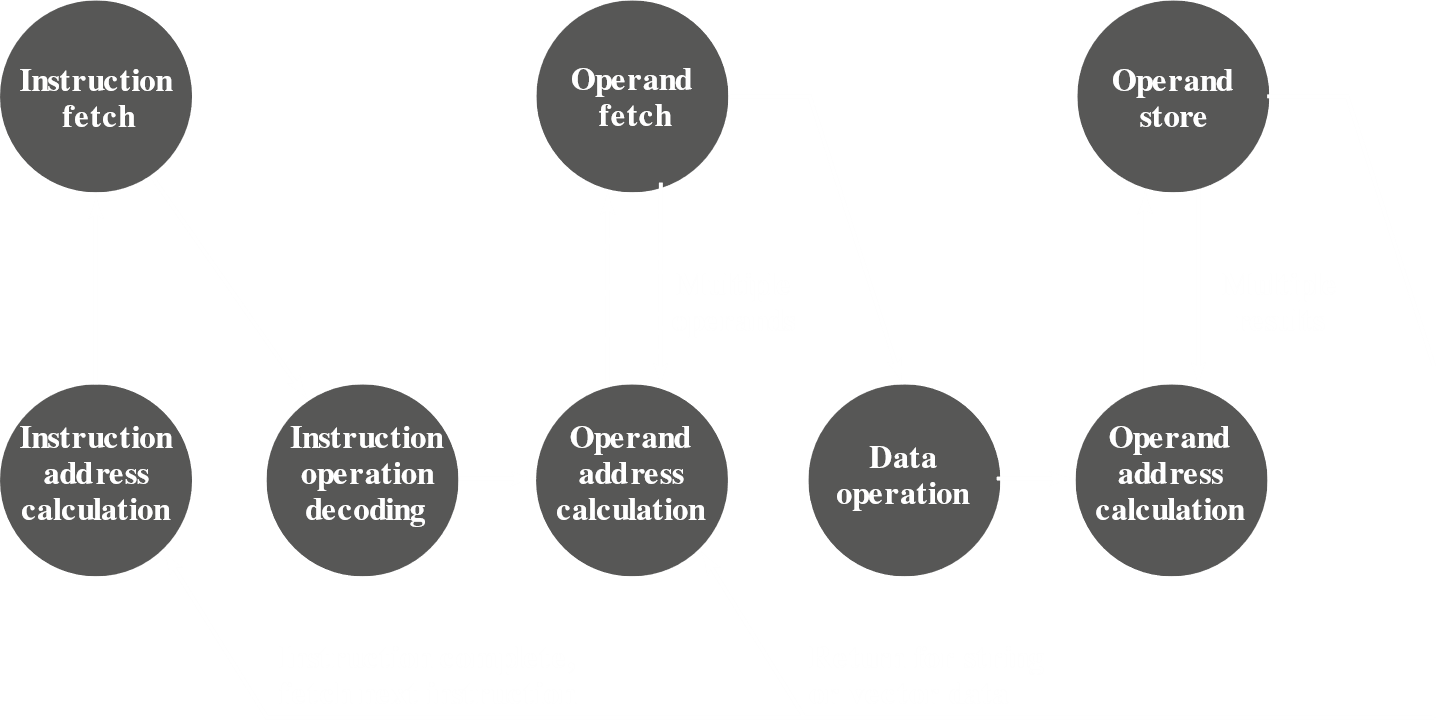 Instruction
fetch
Operand
fetch
Operand
store
Instruction
address
calculation
Instruction
operation
decoding
Operand
address
calculation
Data
operation
Operand
address
calculation